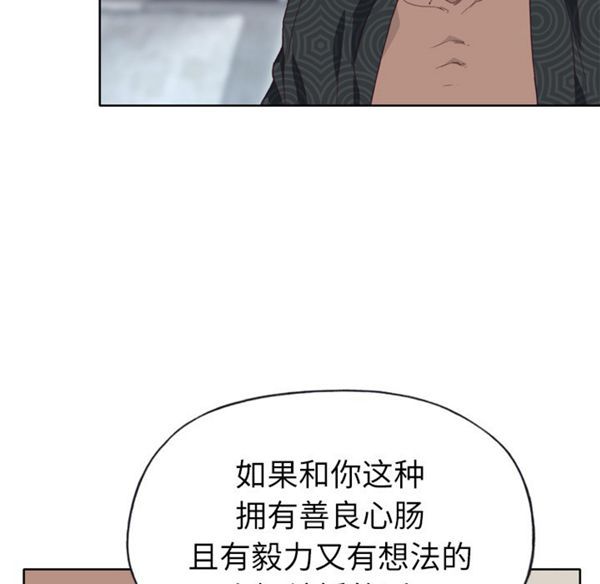 如果和你这种
拥有善良心肠
且有毅力又有想法的